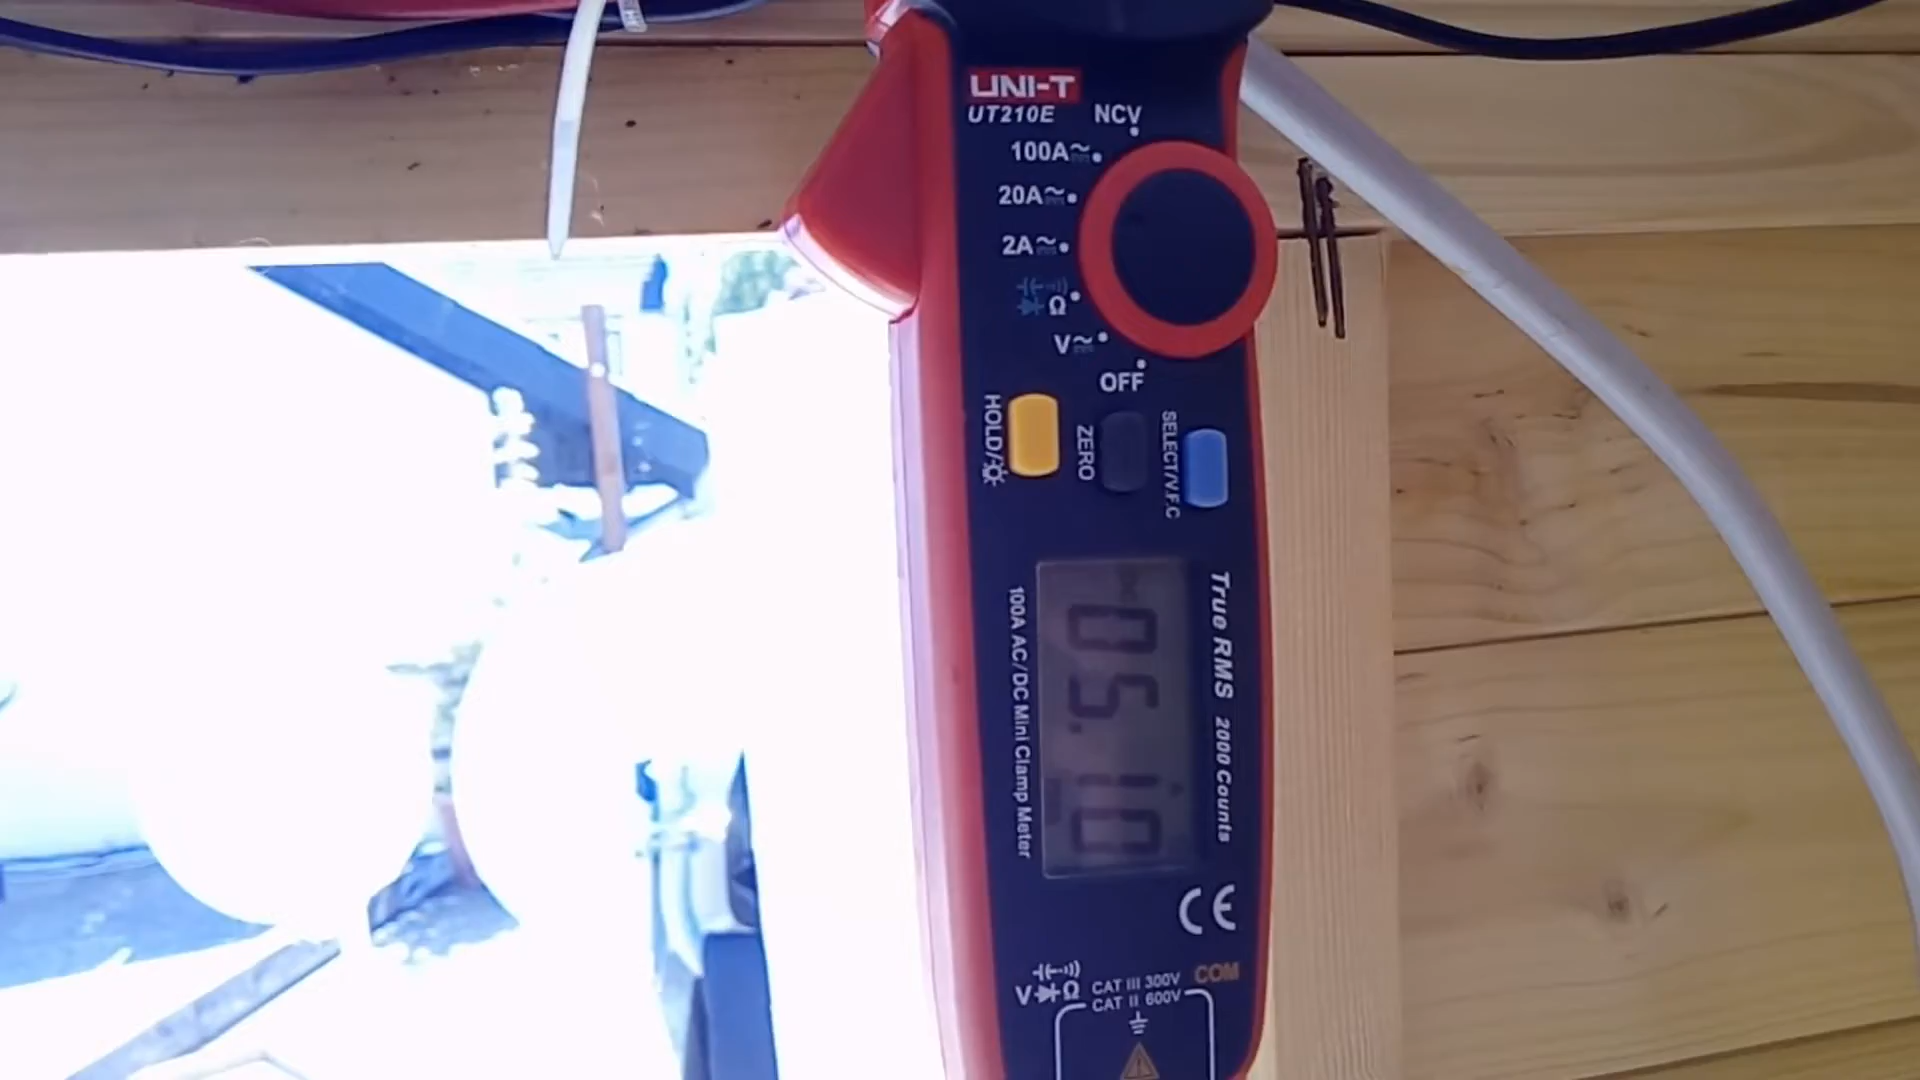 UNI-T
UT210E
NCV
100A
20A
2A
Ω
V
OFF
HOLD/
ZERO
SELECT/V.F.C
05.10
100A AC/DC Mini Clamp Meter
True RMS 2000 Counts
CE
COM
VΩ
CAT III 300V
CAT II 600V